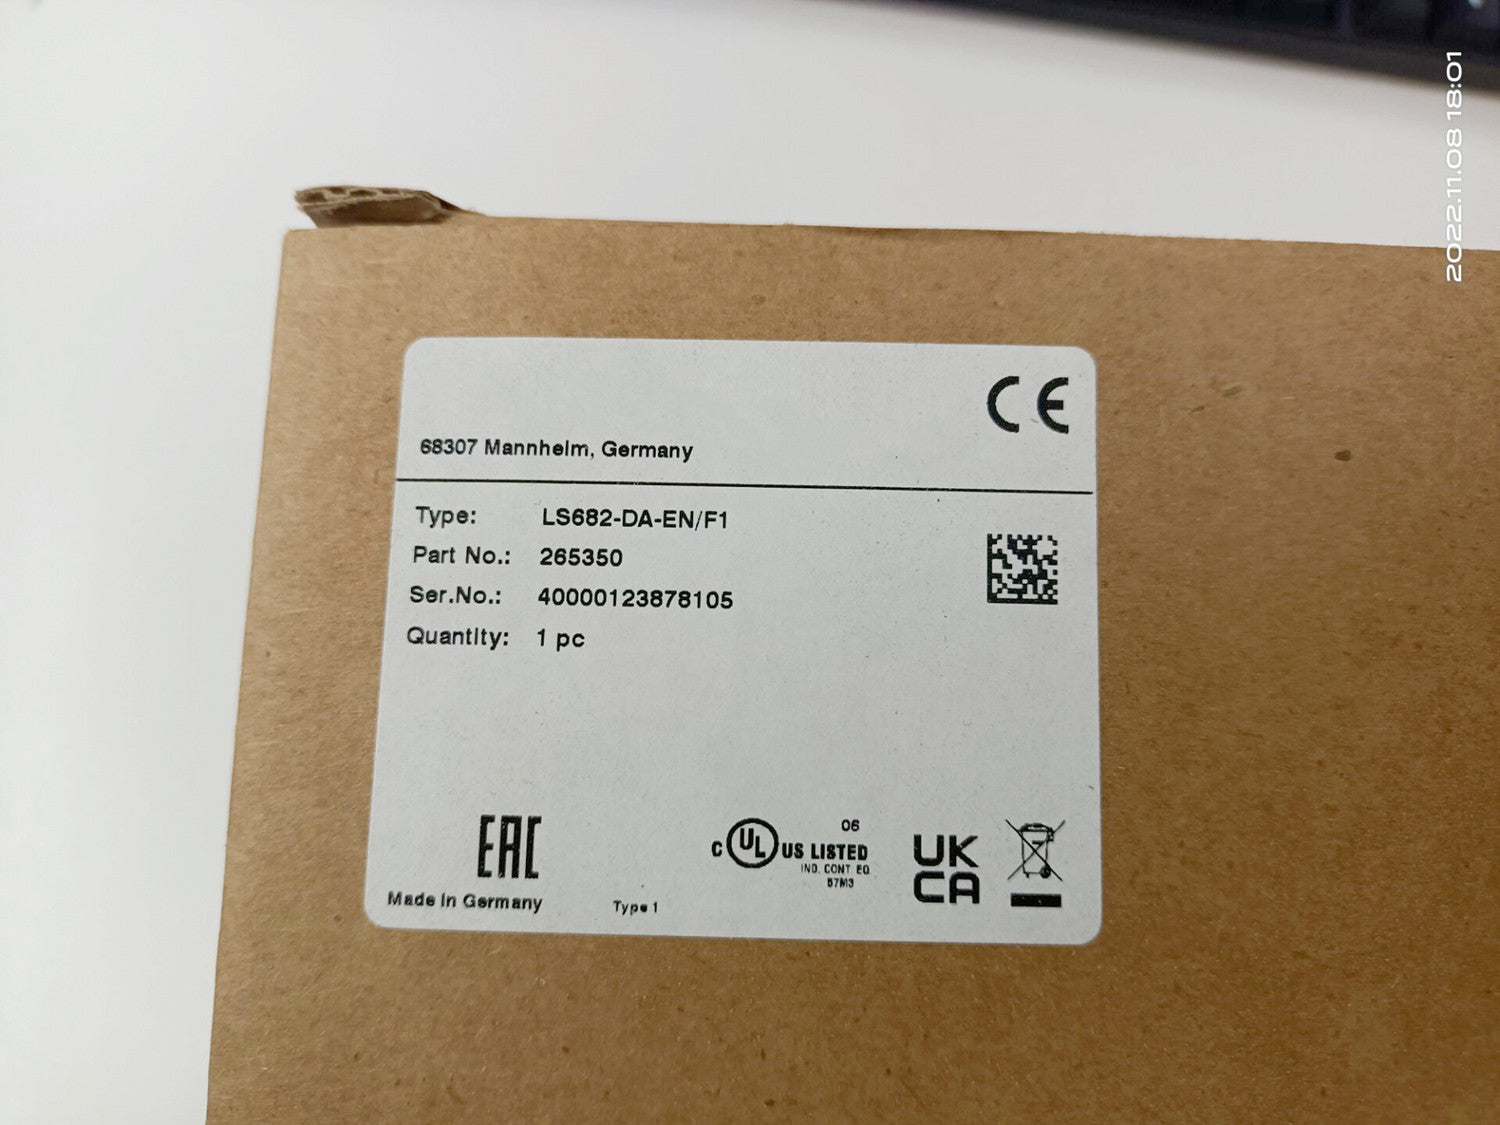 2022.11.08 18:01
CE
68307 Mannheim, Germany
Type: LS682-DA-EN/F1
Part No.: 265350
Ser.No.: 40000123878105
Quantity: 1 pc
EAC
Made in Germany
Type 1
C UL US LISTED
06
IND. CONT EQ
57M3
UK
CA